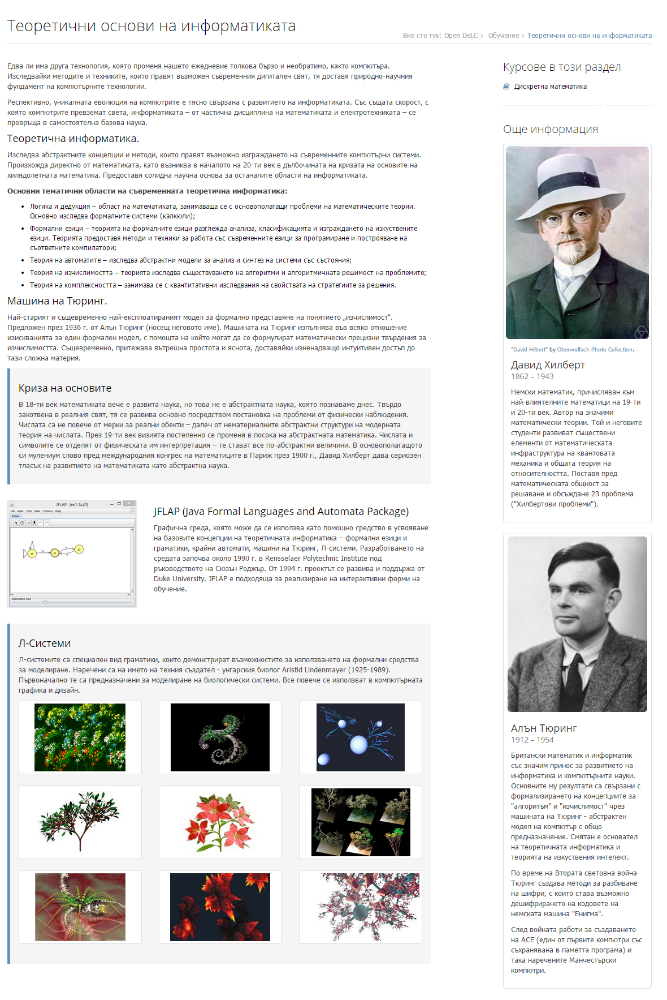 Теоретични основи на информатиката
Вие сте тук: Open DeLC > Обучение > Теоретични основи на информатиката
Едва ли има друга технология, която променя нашето ежедневие толкова бързо и необратимо, както компютъра.
Изследвайки методите и техниките, които правят възможен съвременния дигитален свят, тя доставя природно-научния
фундамент на компютърните технологии.
Респективно, уникалната еволюция на компютрите е тясно свързана с развитието на информатиката. Със същата скорост, с
която компютрите превземат света, информатиката – от частична дисциплина на математиката и електротехниката – се
превръща в самостоятелна базова наука.
Теоретична информатика.
Изследва абстрактните концепции и методи, които правят възможно изграждането на съвременните компютърни системи.
Произхожда директно от математиката, като възниква в началото на 20-ти век в дълбочината на кризата на основите на
хилядолетната математика. Предоставя солидна научна основа за останалите области на информатиката.
Основни тематични области на съвременната теоретична информатика:
• Логика и дедукция – област на математиката, занимаваща се с основополагащи проблеми на математическите теории.
Основно изследва формалните системи (калкюли);
• Формални езици – теорията на формалните езици разглежда анализа, класификацията и изграждането на изкуствените
езици. Теорията предоставя методи и техники за работа със съвременните езици за програмиране и построяване на
съответните компилатори;
• Теория на автоматите – изследва абстрактни модели за анализ и синтез на системи със състояния;
• Теория на изчислимостта – теорията изследва съществуването на алгоритми и алгоритмичната решимост на проблемите;
• Теория на комплексността – занимава се с квантитативни изследвания на свойствата на стратегиите за решения.
Машина на Тюринг.
Най-старият и същевременно най-експлоатираният модел за формално представяне на понятието „изчислимост“.
Предложен през 1936 г. от Алън Тюринг (носещ неговото име). Машината на Тюринг изпълнява във всяко отношение
изискванията за един формален модел, с помощта на който могат да се формулират математически прецизни твърдения за
изчислимостта. Същевременно, притежава вътрешна простота и яснота, доставяйки изненадващо интуитивен достъп до
тази сложна материя.
Криза на основите
В 18-ти век математиката вече е развита наука, но това не е абстрактната наука, която познаваме днес. Твърдо
закотвена в реалния свят, тя се развива основно посредством постановка на проблеми от физически наблюдения.
Числата са не повече от мерки за реални обекти – далеч от нематериалните абстрактни структури на модерната
теория на числата. През 19-ти век визията постепенно се променя в посока на абстрактната математика. Числата и
символите се отделят от физическата им интерпретация – те стават все по-абстрактни величини. В основополагащото
си мулениум слово пред международния конгрес на математиците в Париж през 1900 г., Давид Хилберт дава сериозен
тласък на развитието на математиката като абстрактна наука.
JFLAP : (ex1.1a.jff)
File Input Test View Convert Help
Editor
a
q0 b q1 b q2
b
Automaton Size
JFLAP (Java Formal Languages and Automata Package)
Графична среда, която може да се използва като помощно средство в усвояване
на базовите концепции на теоретичната информатика – формални езици и
граматики, крайни автомати, машини на Тюринг, Л-системи. Разработването на
средата започва около 1990 г. в Rensselaer Polytechnic Institute под
ръководството на Сюзън Роджър. От 1994 г. проектът се развива и поддържа от
Duke University. JFLAP е подходяща за реализиране на интерактивни форми на
обучение.
Л-Системи
Л-системите са специален вид граматики, които демонстрират възможностите за използването на формални средства
за моделиране. Наречени са на името на техния създател - унгарския биолог Aristid Lindenmayer (1925-1989).
Първоначално те са предназначени за моделиране на биологически системи. Все повече се използват в компютърната
графика и дизайн.
Курсове в този раздел
Дискретна математика
Още информация
"David Hilbert" by Oberwolfach Photo Collection.
Давид Хилберт
1862 – 1943
Немски математик, причисляван към
най-влиятелните математици на 19-ти
и 20-ти век. Автор на значими
математически теории. Той и неговите
студенти развиват съществени
елементи от математическата
инфраструктура на квантовата
механика и общата теория на
относителността. Поставя пред
математическата общност за
решаване и обсъждане 23 проблема
("Хилбертови проблеми").
Алън Тюринг
1912 – 1954
Британски математик и информатик
със значим принос за развитието на
информатика и компютърните науки.
Основните му резултати са свързани с
формализирането на концепциите за
"алгоритъм" и "изчислимост" чрез
машината на Тюринг - абстрактен
модел на компютър с общо
предназначение. Смятан е основател
на теоретичната информатика и
теорията на изкуствения интелект.
По време на Втората световна война
Тюринг създава методи за разбиване
на шифри, с които става възможно
дешифрирането на кодовете на
немската машина "Енигма".
След войната работи за създаването
на ACE (един от първите компютри със
съхранявана в паметта програма) и
така наречените Манчестърски
компютри.